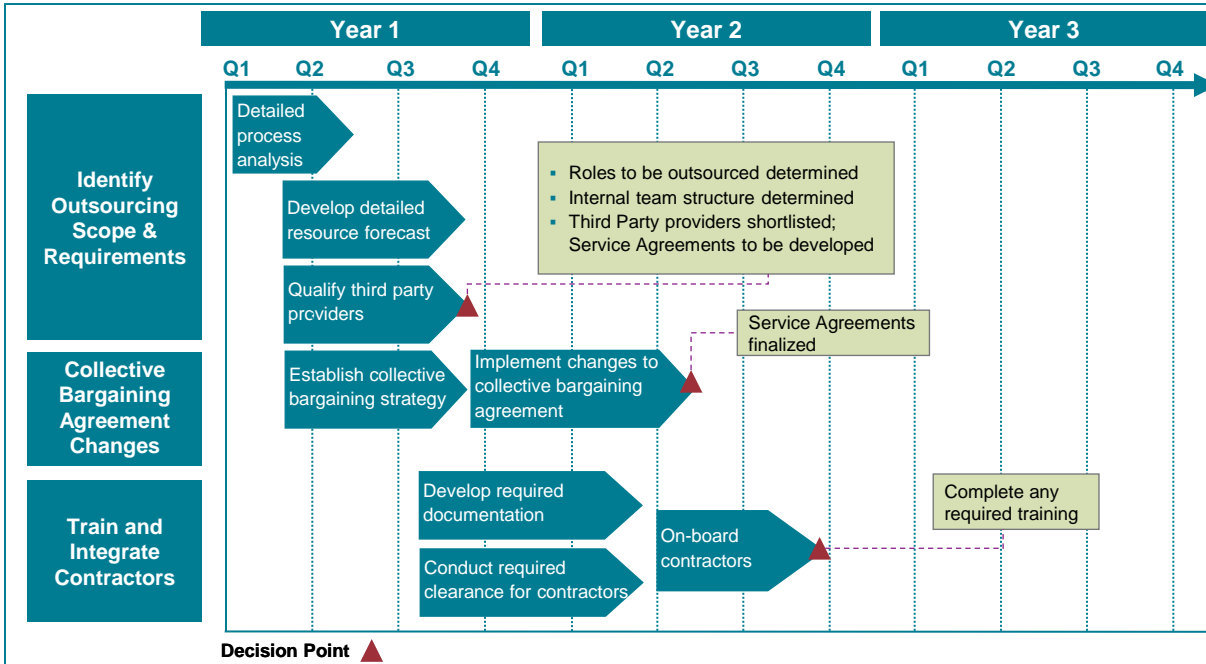 Year 1
Year 2
Year 3
Q1 Q2 Q3 Q4 Q1 Q2 Q3 Q4 Q1 Q2 Q3 Q4
Identify
Outsourcing
Scope &
Requirements
Detailed
process
analysis
Develop detailed
resource forecast
Qualify third party
providers
▪ Roles to be outsourced determined
▪ Internal team structure determined
▪ Third Party providers shortlisted;
Service Agreements to be developed
Collective
Bargaining
Agreement
Changes
Establish collective
bargaining strategy
Implement changes to
collective bargaining
agreement
Service Agreements
finalized
Train and
Integrate
Contractors
Develop required
documentation
Conduct required
clearance for contractors
On-board
contractors
Complete any
required training
Decision Point